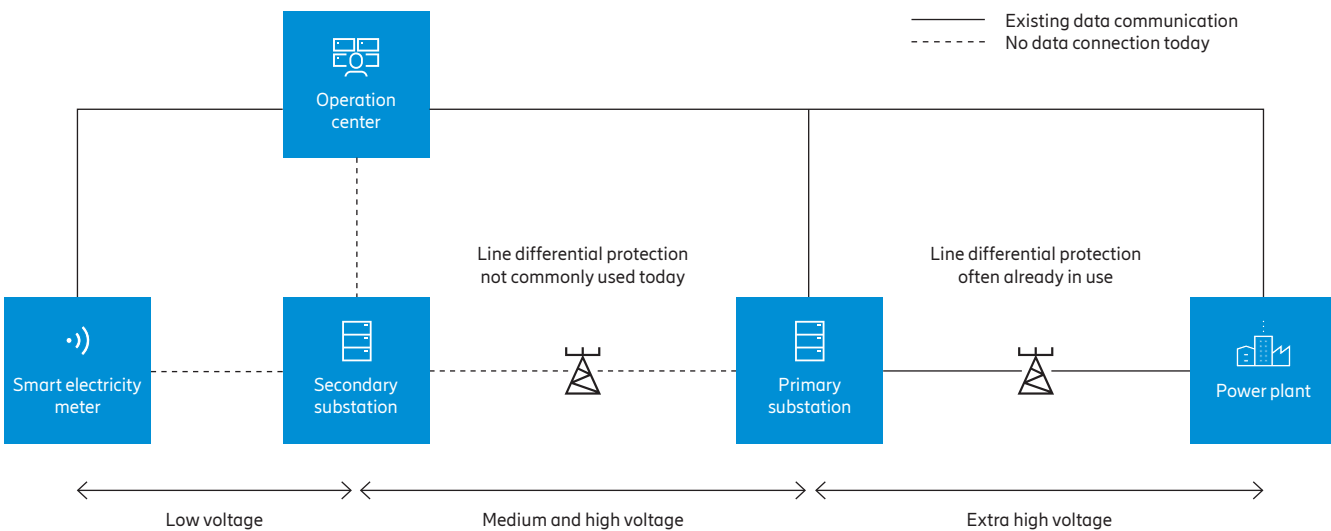 Existing data communication
No data connection today
Operation
center
Line differential protection
not commonly used today
Line differential protection
often already in use
Smart electricity
meter
Secondary
substation
Primary
substation
Power plant
Low voltage
Medium and high voltage
Extra high voltage